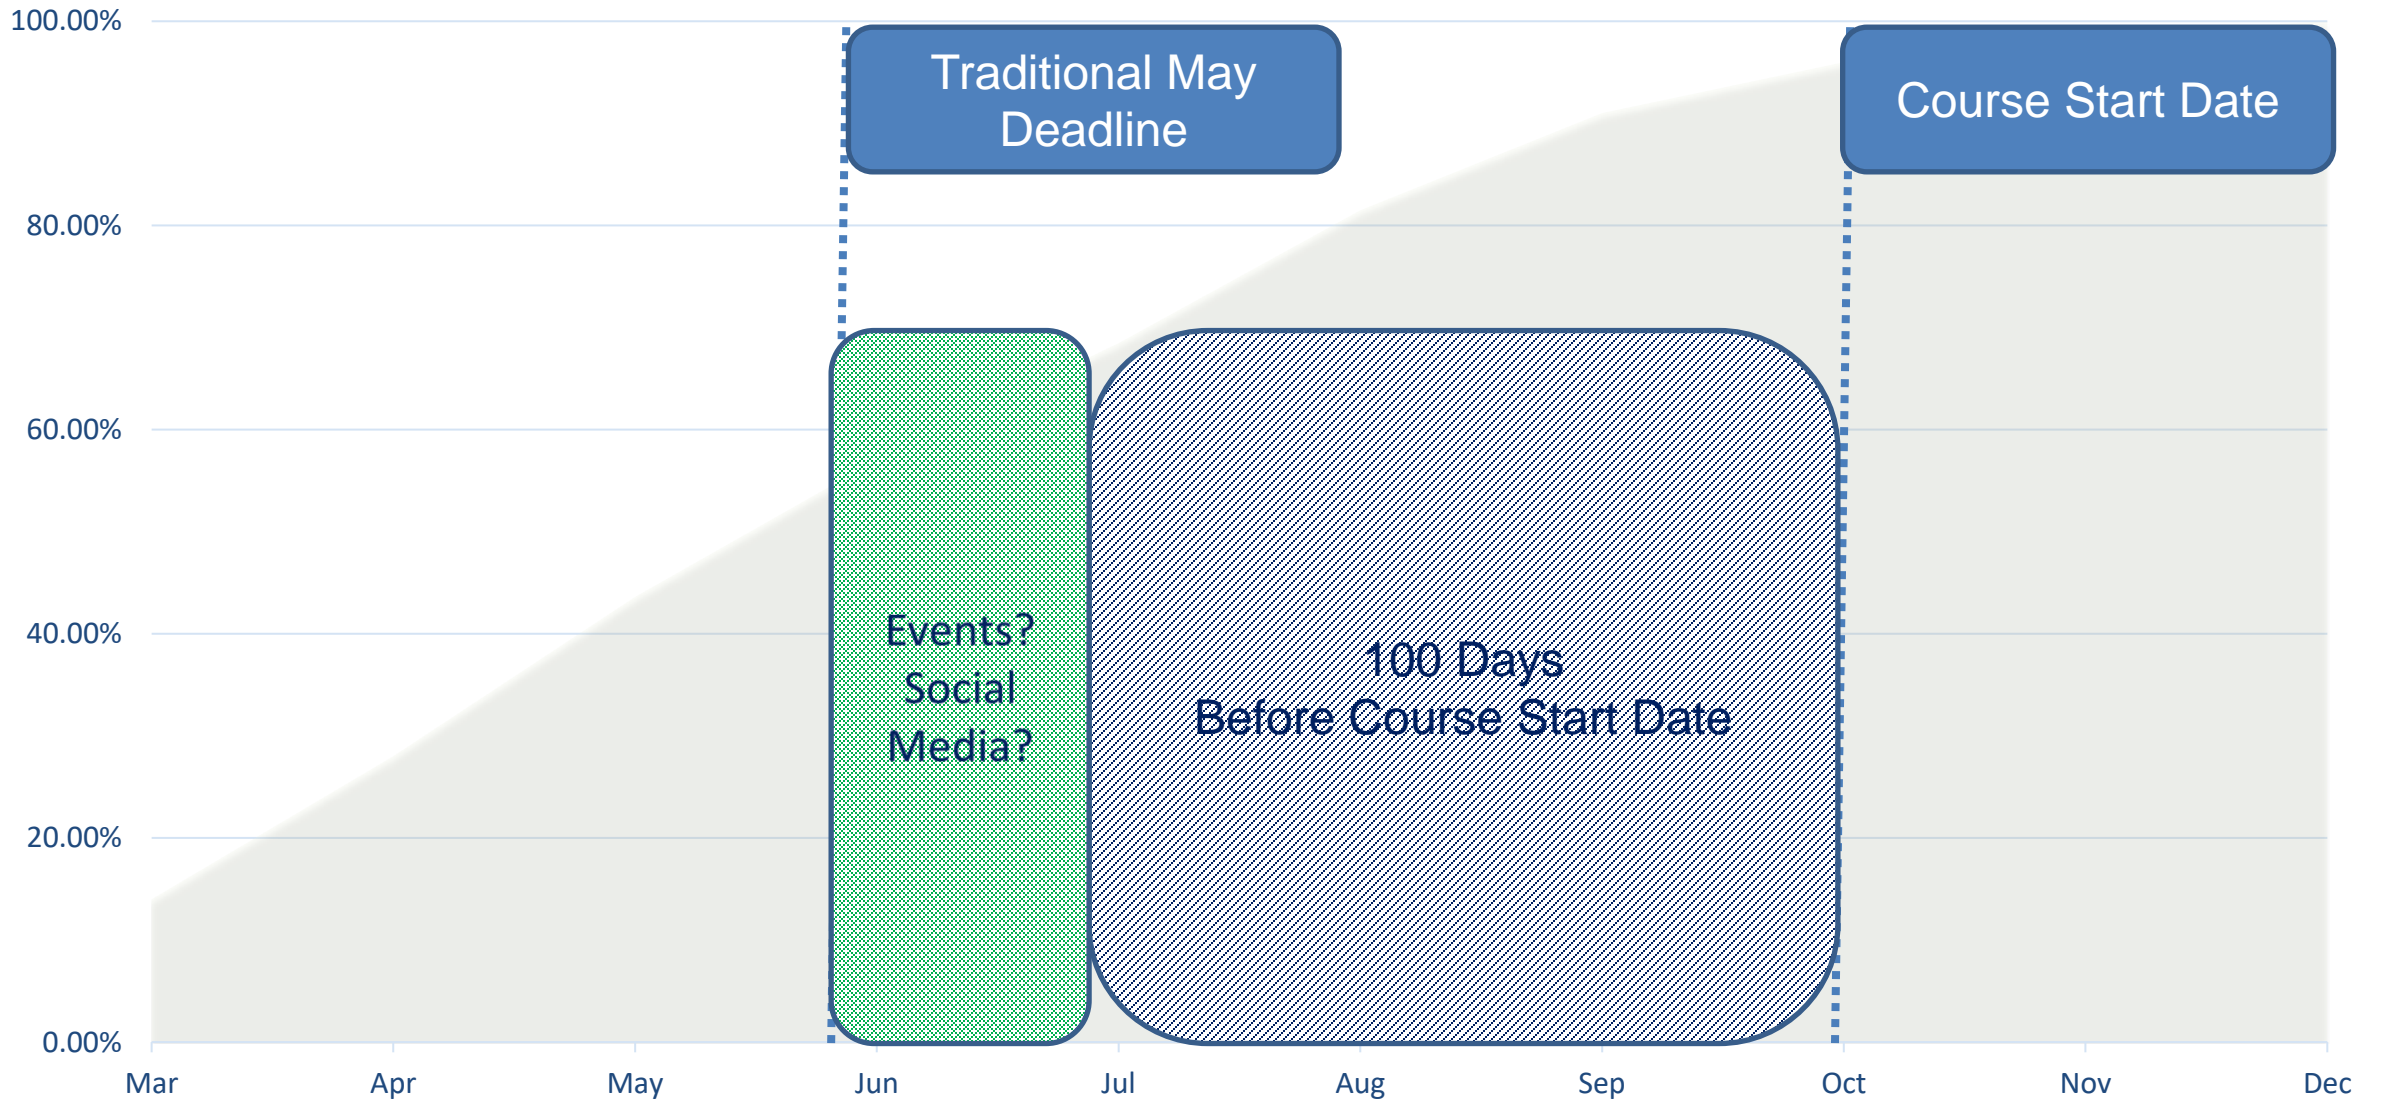 100.00%
80.00%
60.00%
40.00%
20.00%
0.00%
Traditional May
Deadline
Course Start Date
Events?
Social
Media?
100 Days
Before Course Start Date
Mar Apr May Jun Jul Aug Sep Oct Nov Dec